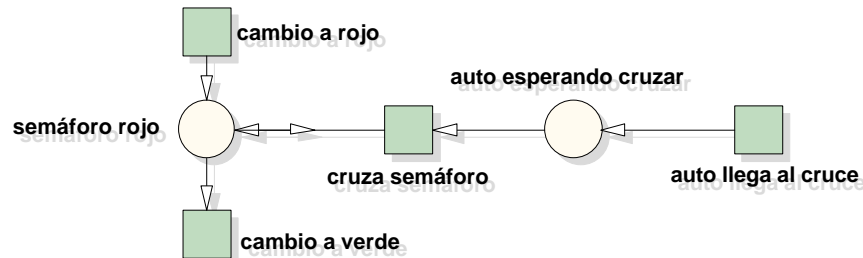 cambio a rojo
auto esperando cruzar
semáforo rojo
cruza semáforo
auto llega al cruce
cambio a verde